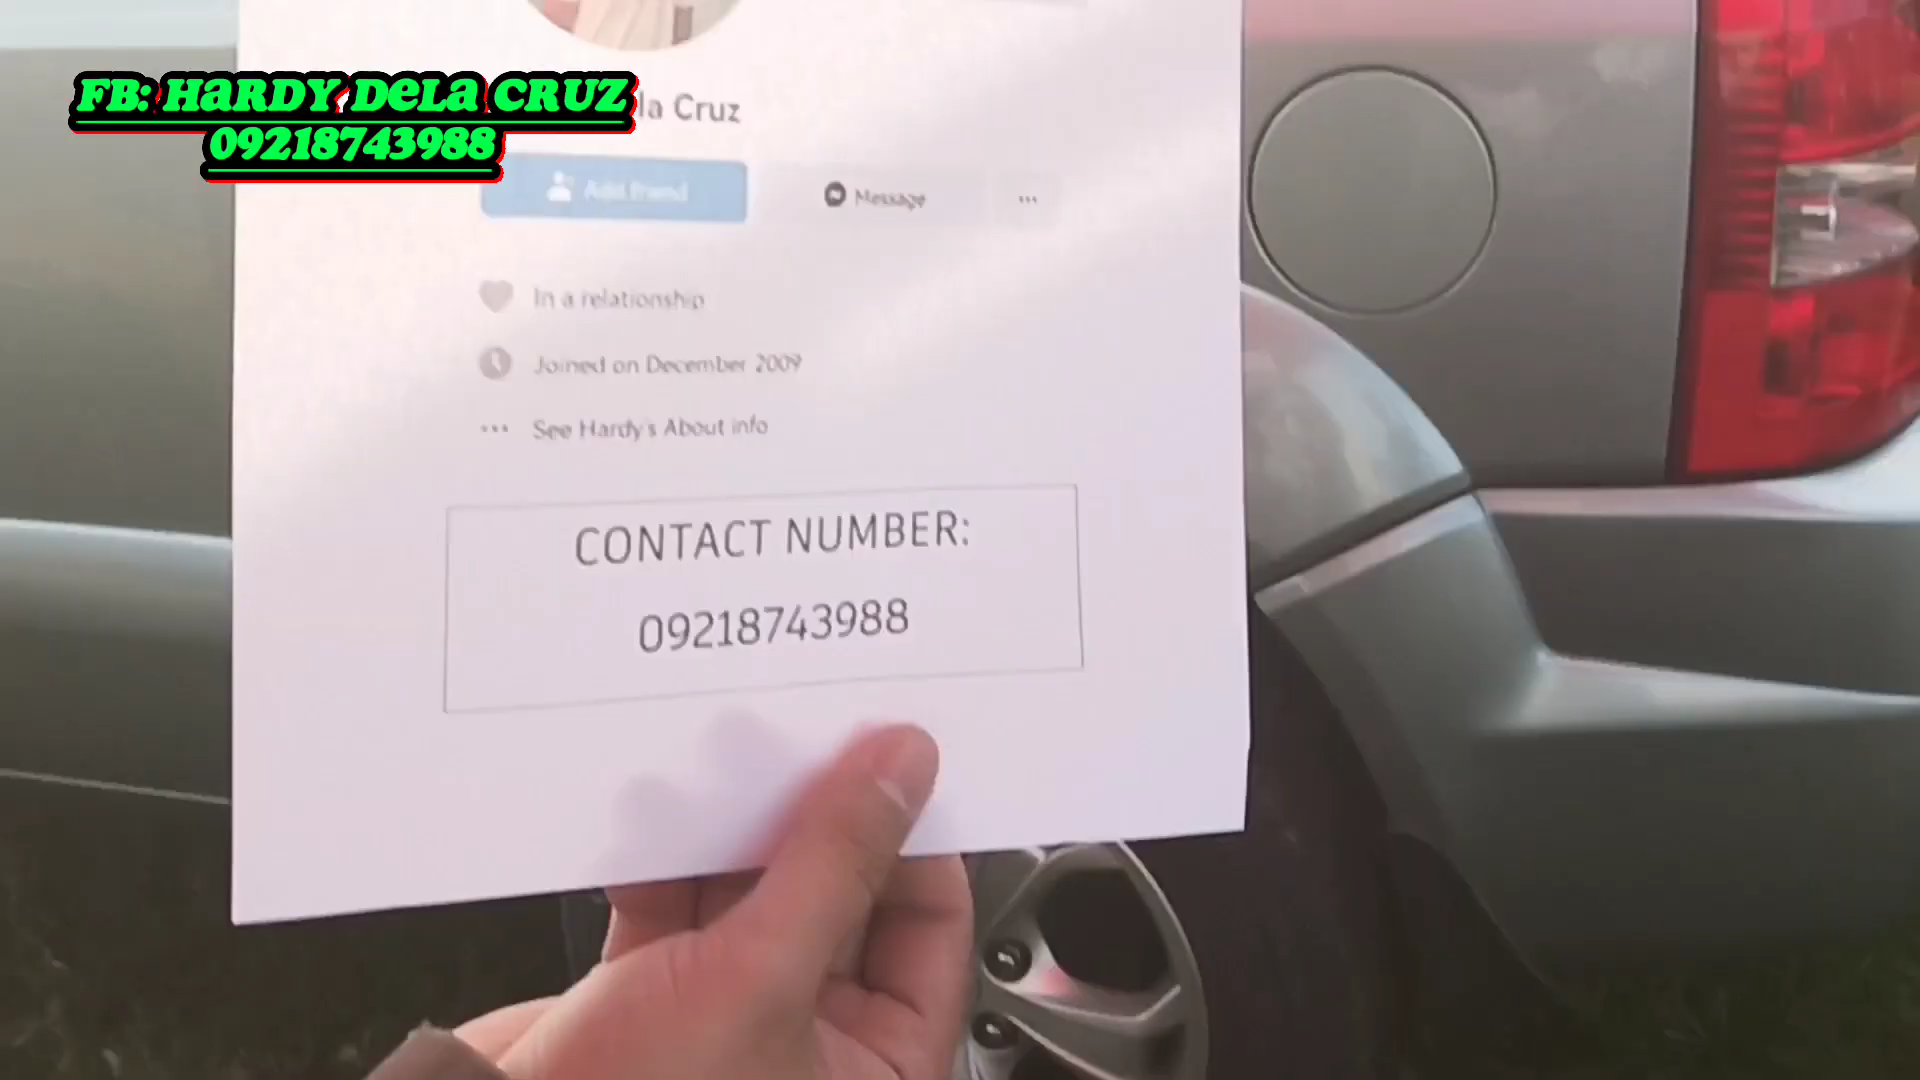 FB: HARDY DELA CRUZ
09218743988
la Cruz
Add Friend
Message
In a relationship
Joined on December 2009
See Hardy's About info
CONTACT NUMBER:
09218743988